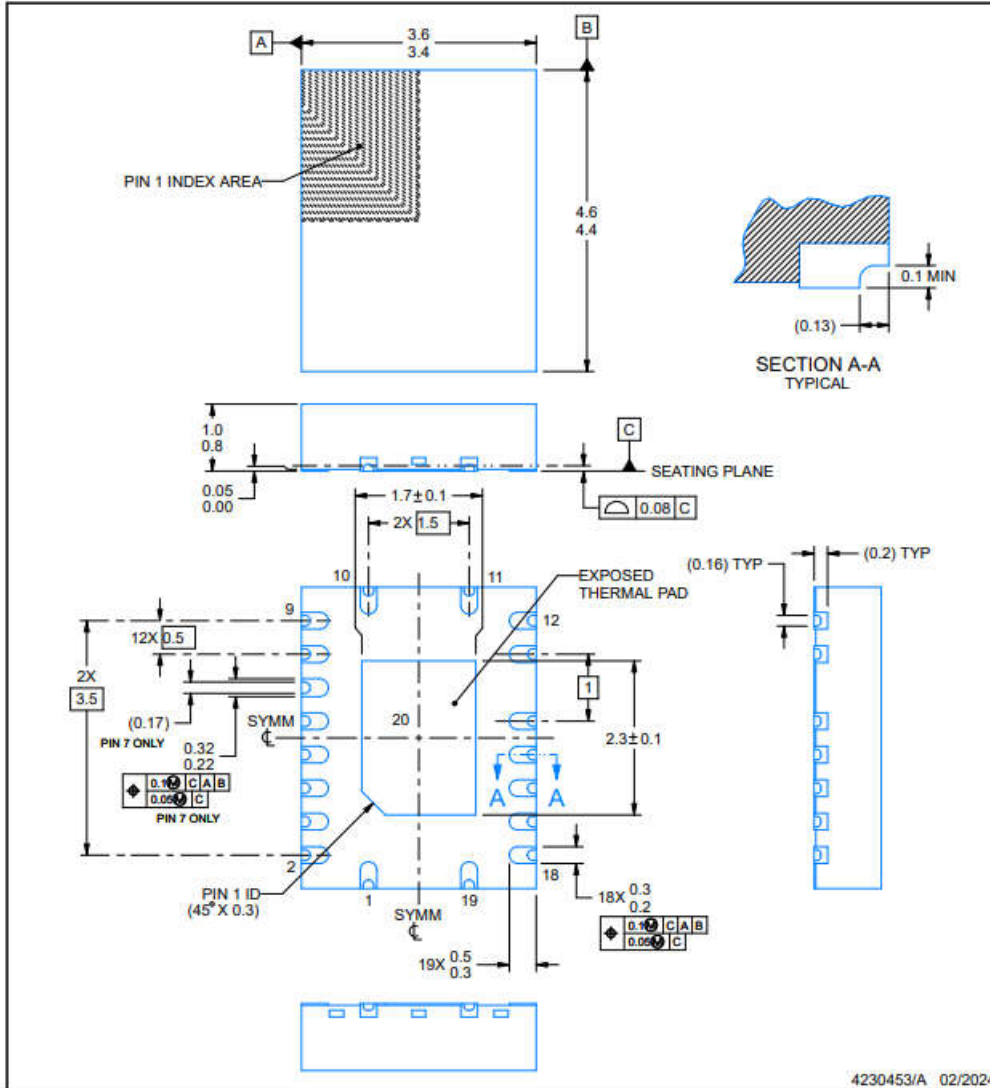 A
3.6
3.4
B
PIN 1 INDEX AREA
4.6
4.4
0.1 MIN
(0.13)
SECTION A-A
TYPICAL
1.0
0.8
C
SEATING PLANE
0.05
0.00
0.08 C
1.7±0.1
2X 1.5
(0.16) TYP
(0.2) TYP
10
11
EXPOSED
THERMAL PAD
9
12
12X 0.5
2X
3.5
1
(0.17)
PIN 7 ONLY
SYMM
℄
20
2.3±0.1
0.32
0.22
⌖ 0.1Ⓜ C A B
0.05Ⓜ C
PIN 7 ONLY
A A
2
18
PIN 1 ID
(45° X 0.3)
1
19
SYMM
℄
18X 0.3
0.2
⌖ 0.1Ⓜ C A B
0.05Ⓜ C
19X 0.5
0.3
4230453/A 02/2024